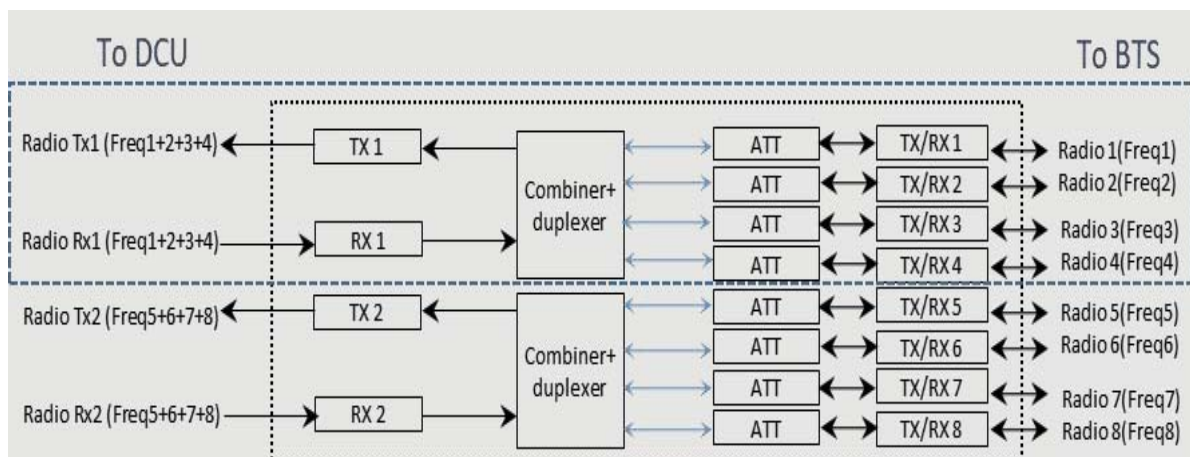 To DCU
To BTS
Radio Tx1 (Freq1+2+3+4)
TX 1
Combiner+
duplexer
ATT
TX/RX 1
Radio 1(Freq1)
ATT
TX/RX 2
Radio 2(Freq2)
Radio Rx1 (Freq1+2+3+4)
RX 1
ATT
TX/RX 3
Radio 3(Freq3)
ATT
TX/RX 4
Radio 4(Freq4)
Radio Tx2 (Freq5+6+7+8)
TX 2
Combiner+
duplexer
ATT
TX/RX 5
Radio 5(Freq5)
ATT
TX/RX 6
Radio 6(Freq6)
Radio Rx2 (Freq5+6+7+8)
RX 2
ATT
TX/RX 7
Radio 7(Freq7)
ATT
TX/RX 8
Radio 8(Freq8)